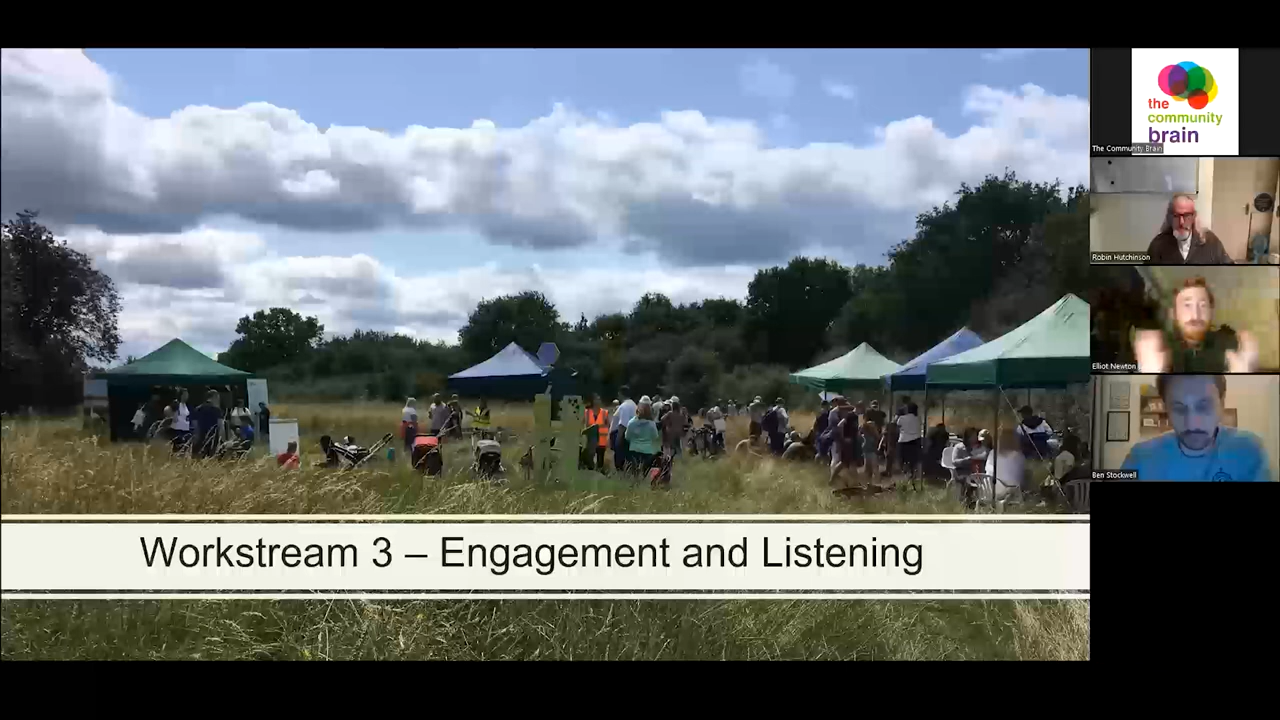 Workstream 3 – Engagement and Listening
the
community
brain
The Community Brain
Robin Hutchinson
Elliot Newton
Ben Stockwell